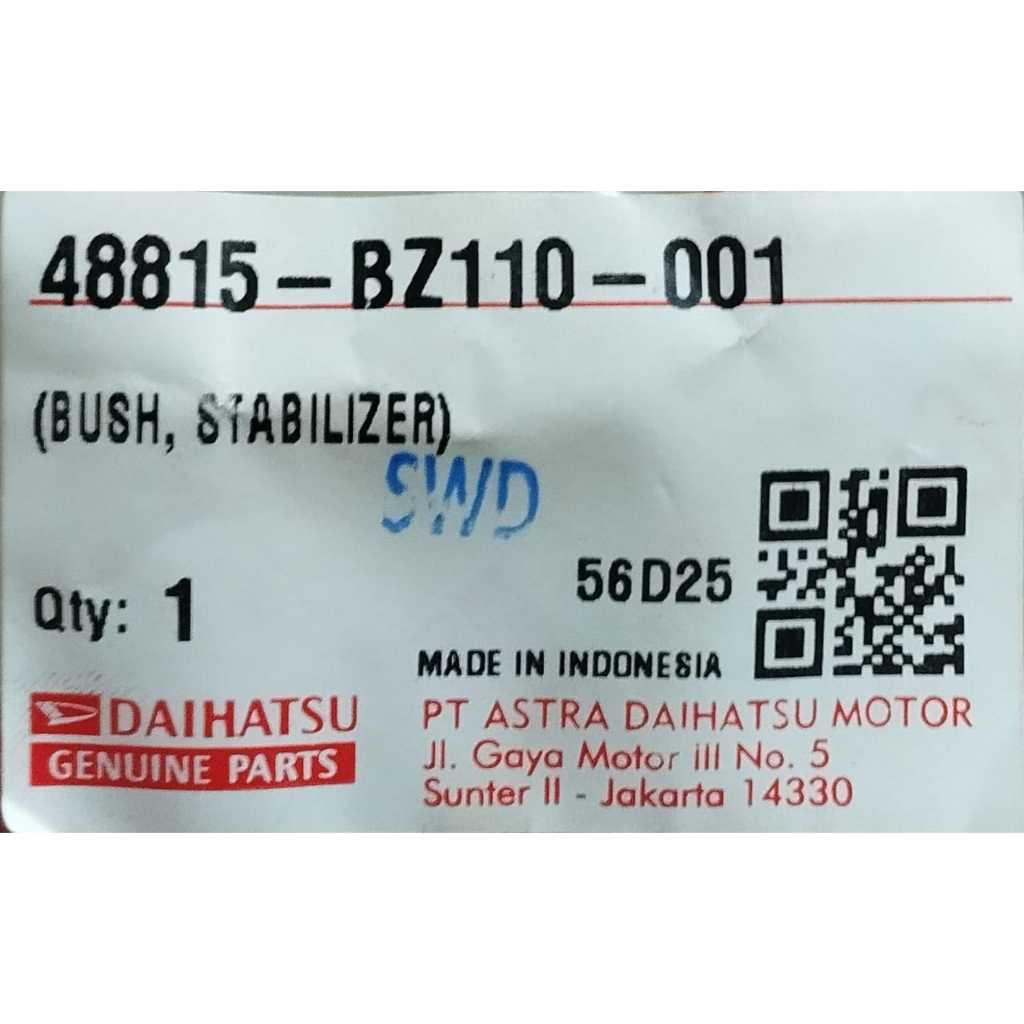 48815-BZ110-001
(BUSH, STABILIZER)
SWD
56D25
Qty: 1
MADE IN INDONESIA
DAIHATSU
GENUINE PARTS
PT ASTRA DAIHATSU MOTOR
Jl. Gaya Motor III No. 5
Sunter II - Jakarta 14330